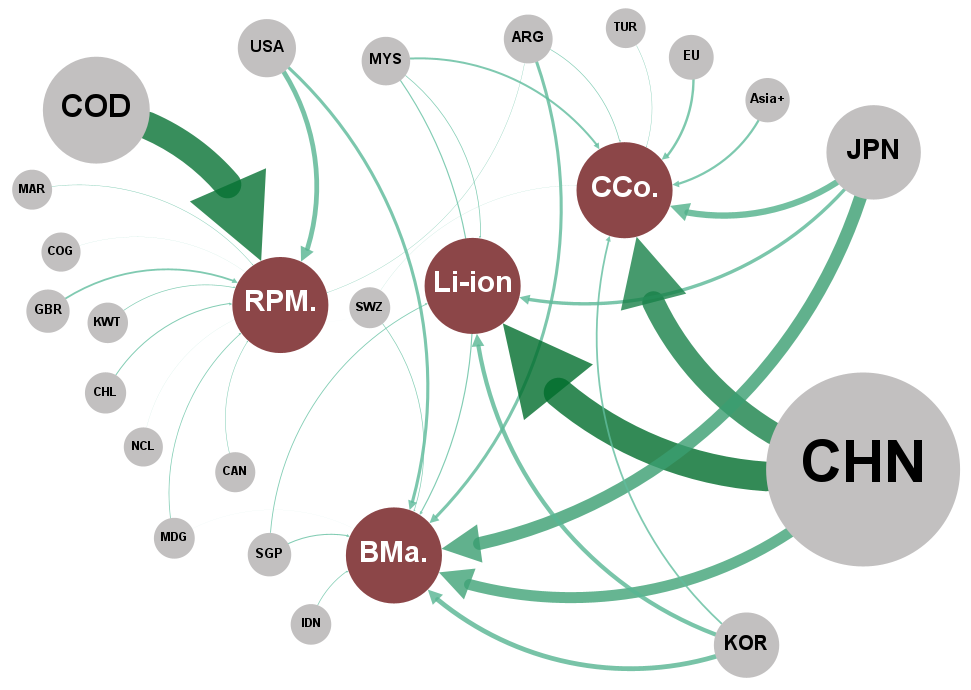 TUR
ARG
USA
EU
MYS
Asia+
COD
JPN
MAR
CCo.
COG
Li-ion
RPM.
SWZ
GBR
KWT
CHL
NCL
CHN
CAN
MDG
SGP
BMa.
IDN
KOR